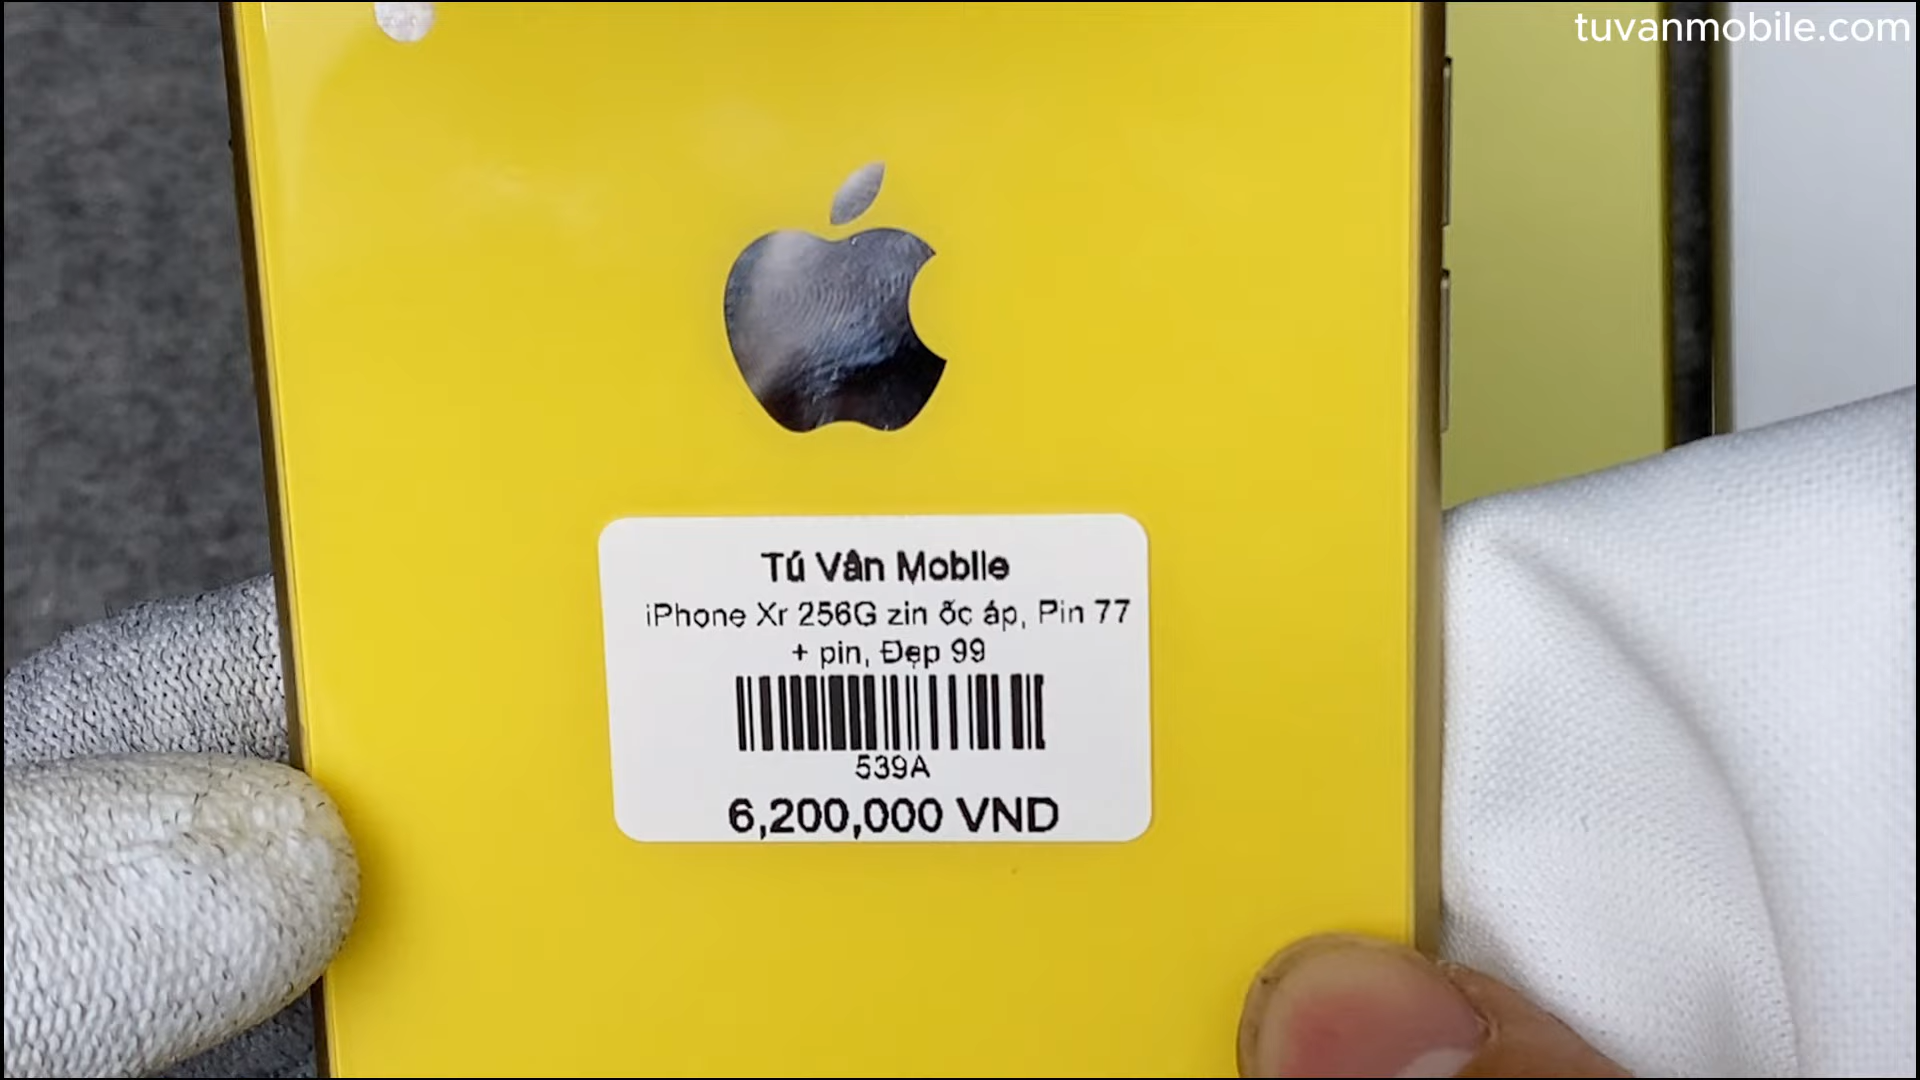 tuvanmobile.com
Tú Vân Mobile
iPhone Xr 256G zin ốc áp, Pin 77
+ pin, Đẹp 99
539A
6,200,000 VND